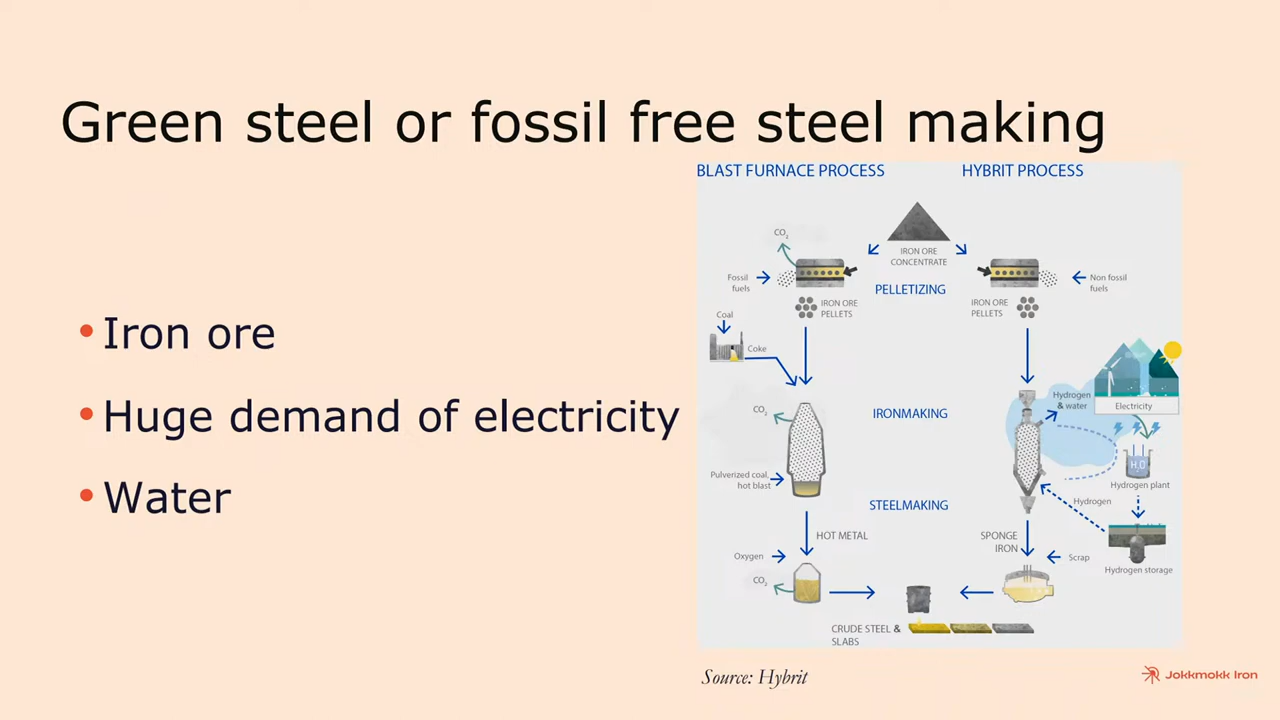 Green steel or fossil free steel making
• Iron ore
• Huge demand of electricity
• Water
BLAST FURNACE PROCESS
HYBRIT PROCESS
CO2
IRON ORE
CONCENTRATE
Fossil
fuels
PELLETIZING
Non fossil
fuels
IRON ORE
PELLETS
IRON ORE
PELLETS
Coal
Coke
CO2
IRONMAKING
Hydrogen
& water
Electricity
H2O
Pulverized coal,
hot blast
Hydrogen plant
STEELMAKING
Hydrogen
HOT METAL
SPONGE
IRON
Oxygen
Scrap
Hydrogen storage
CO2
CRUDE STEEL &
SLABS
Source: Hybrit
Jokkmokk Iron